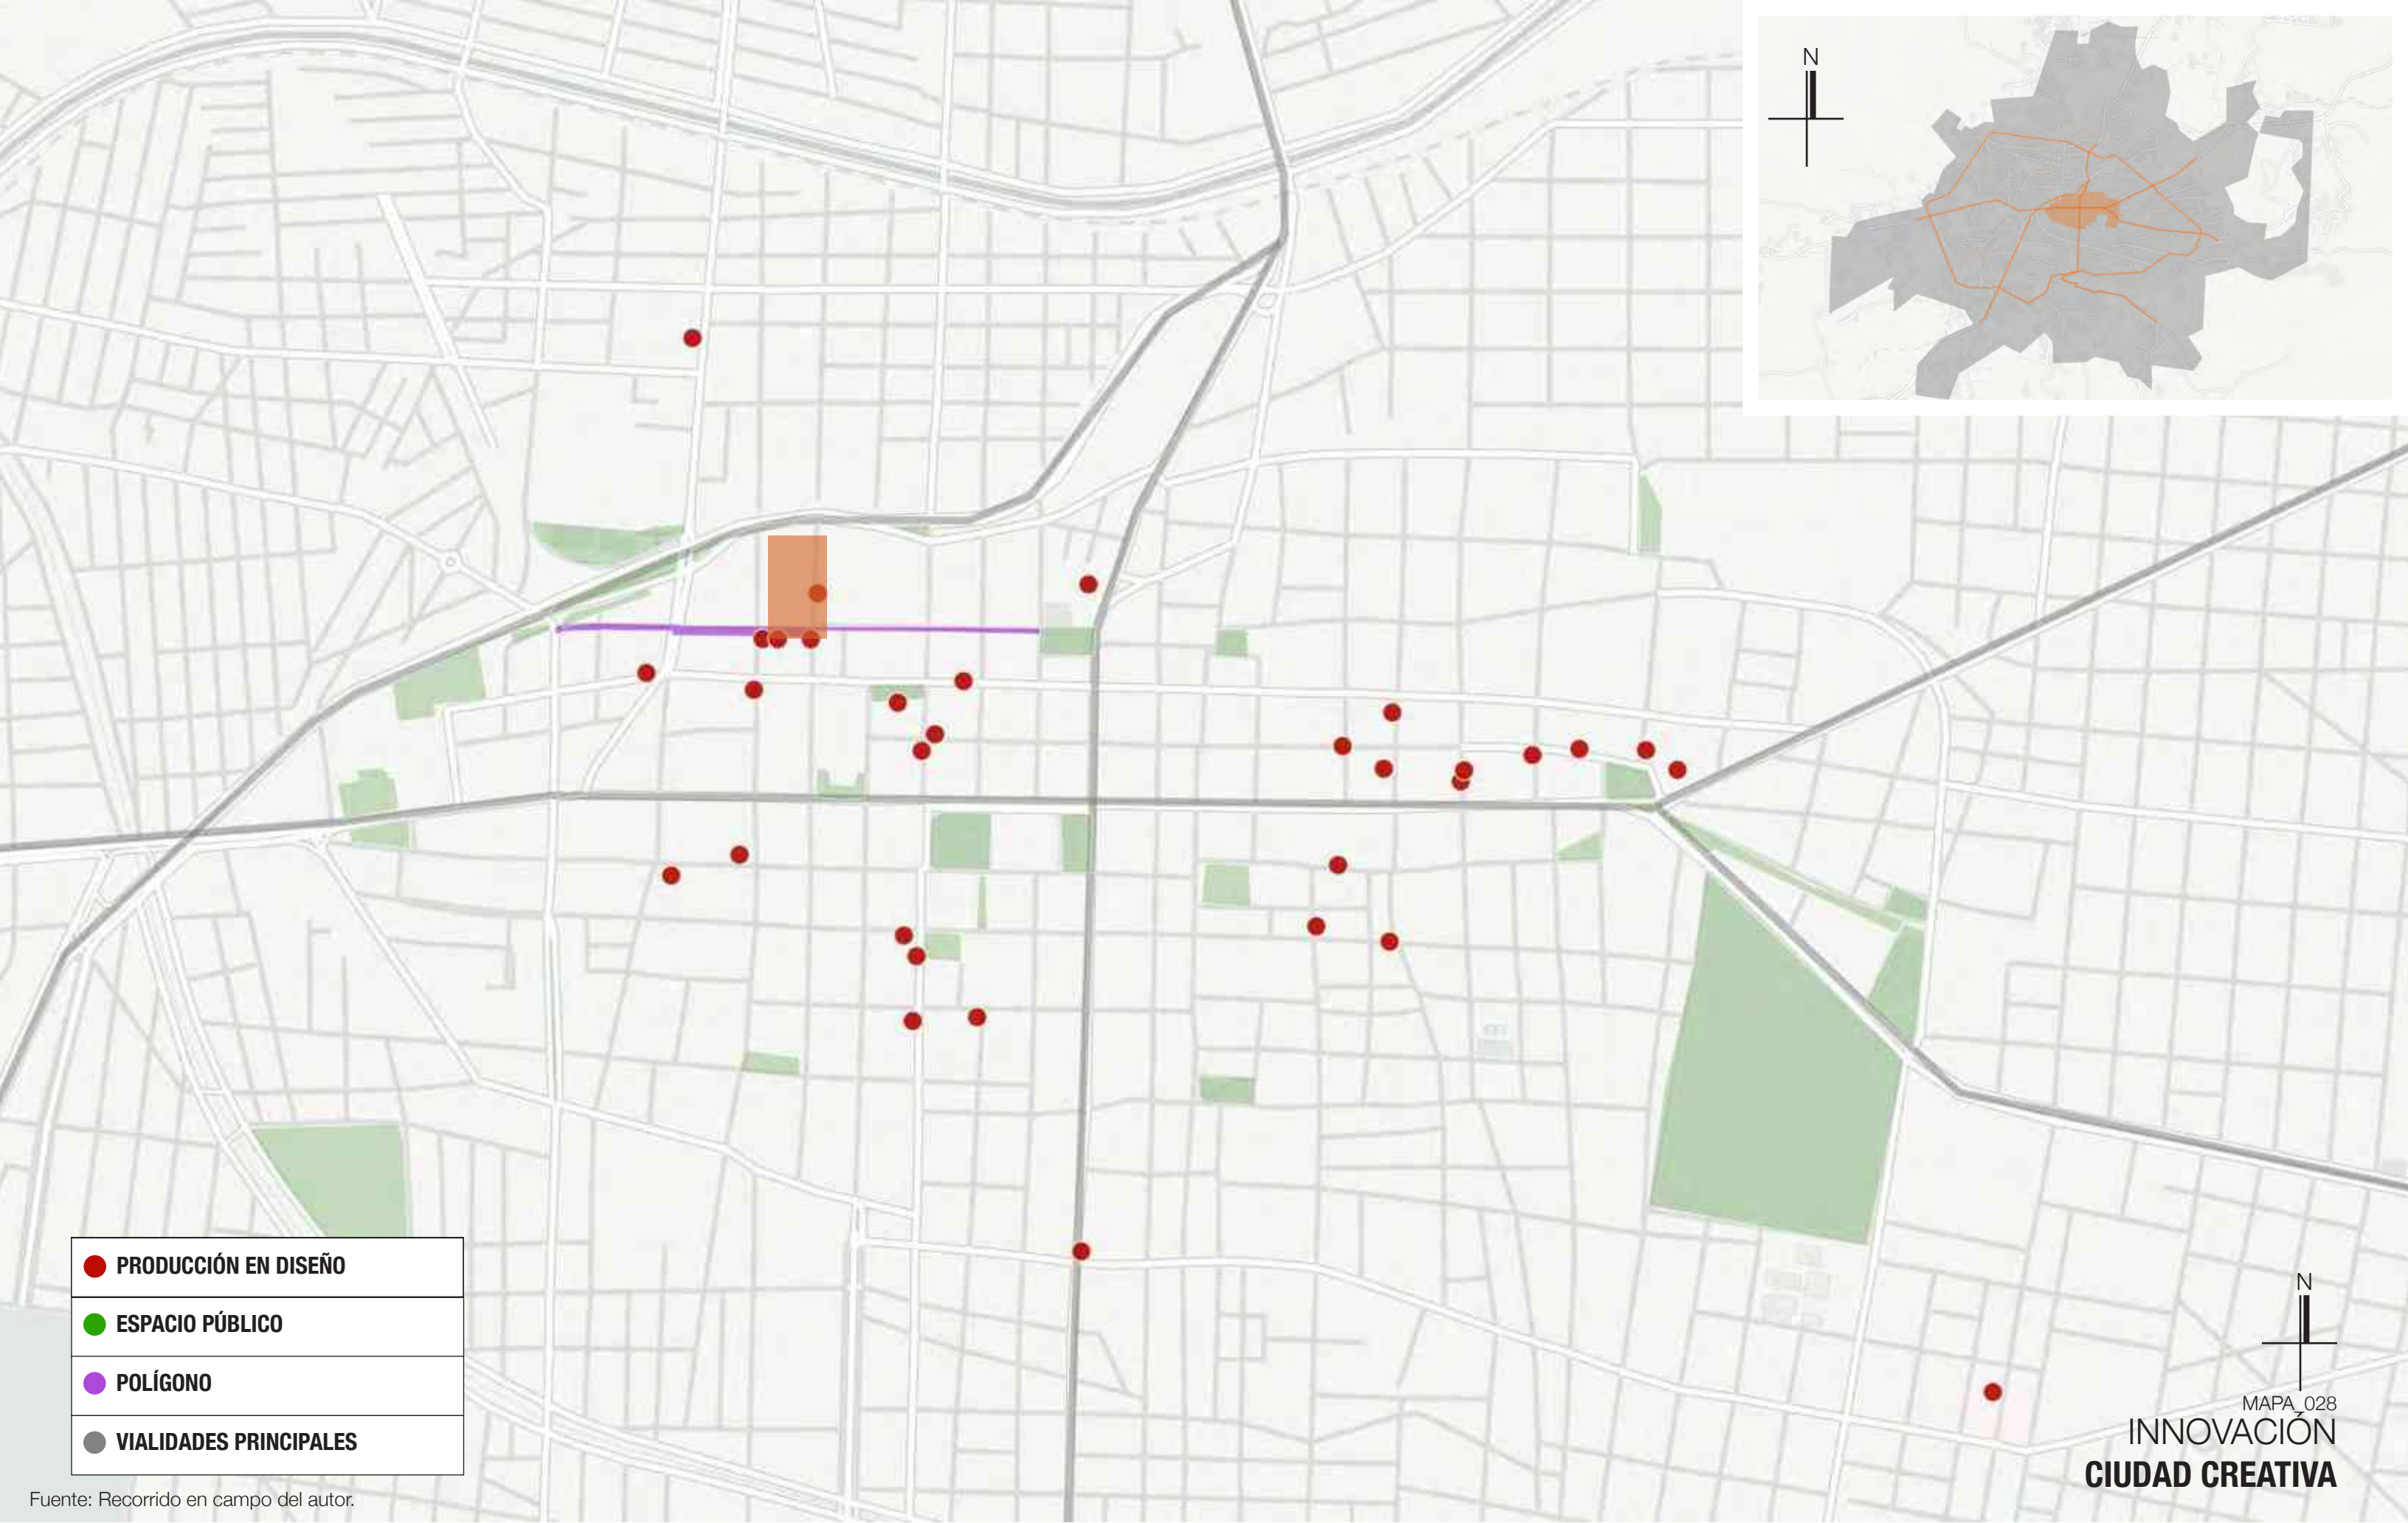 N
PRODUCCIÓN EN DISEÑO
ESPACIO PÚBLICO
POLÍGONO
VIALIDADES PRINCIPALES
Fuente: Recorrido en campo del autor.
N
MAPA_028
INNOVACIÓN
CIUDAD CREATIVA